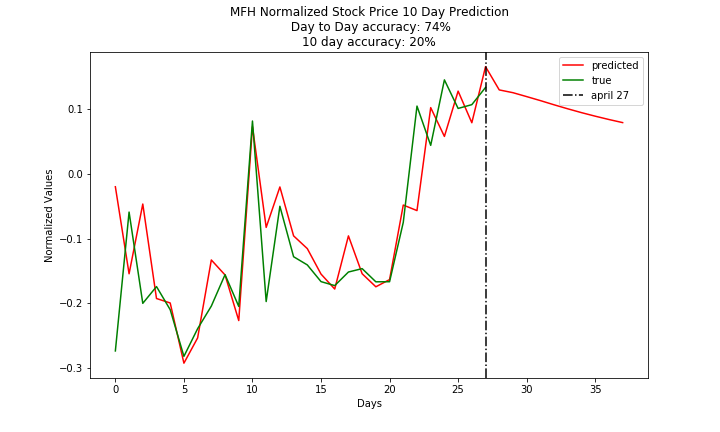 MFH Normalized Stock Price 10 Day Prediction
Day to Day accuracy: 74%
10 day accuracy: 20%
predicted
true
april 27
0.1
0.0
−0.1
−0.2
−0.3
Normalized Values
0 5 10 15 20 25 30 35
Days